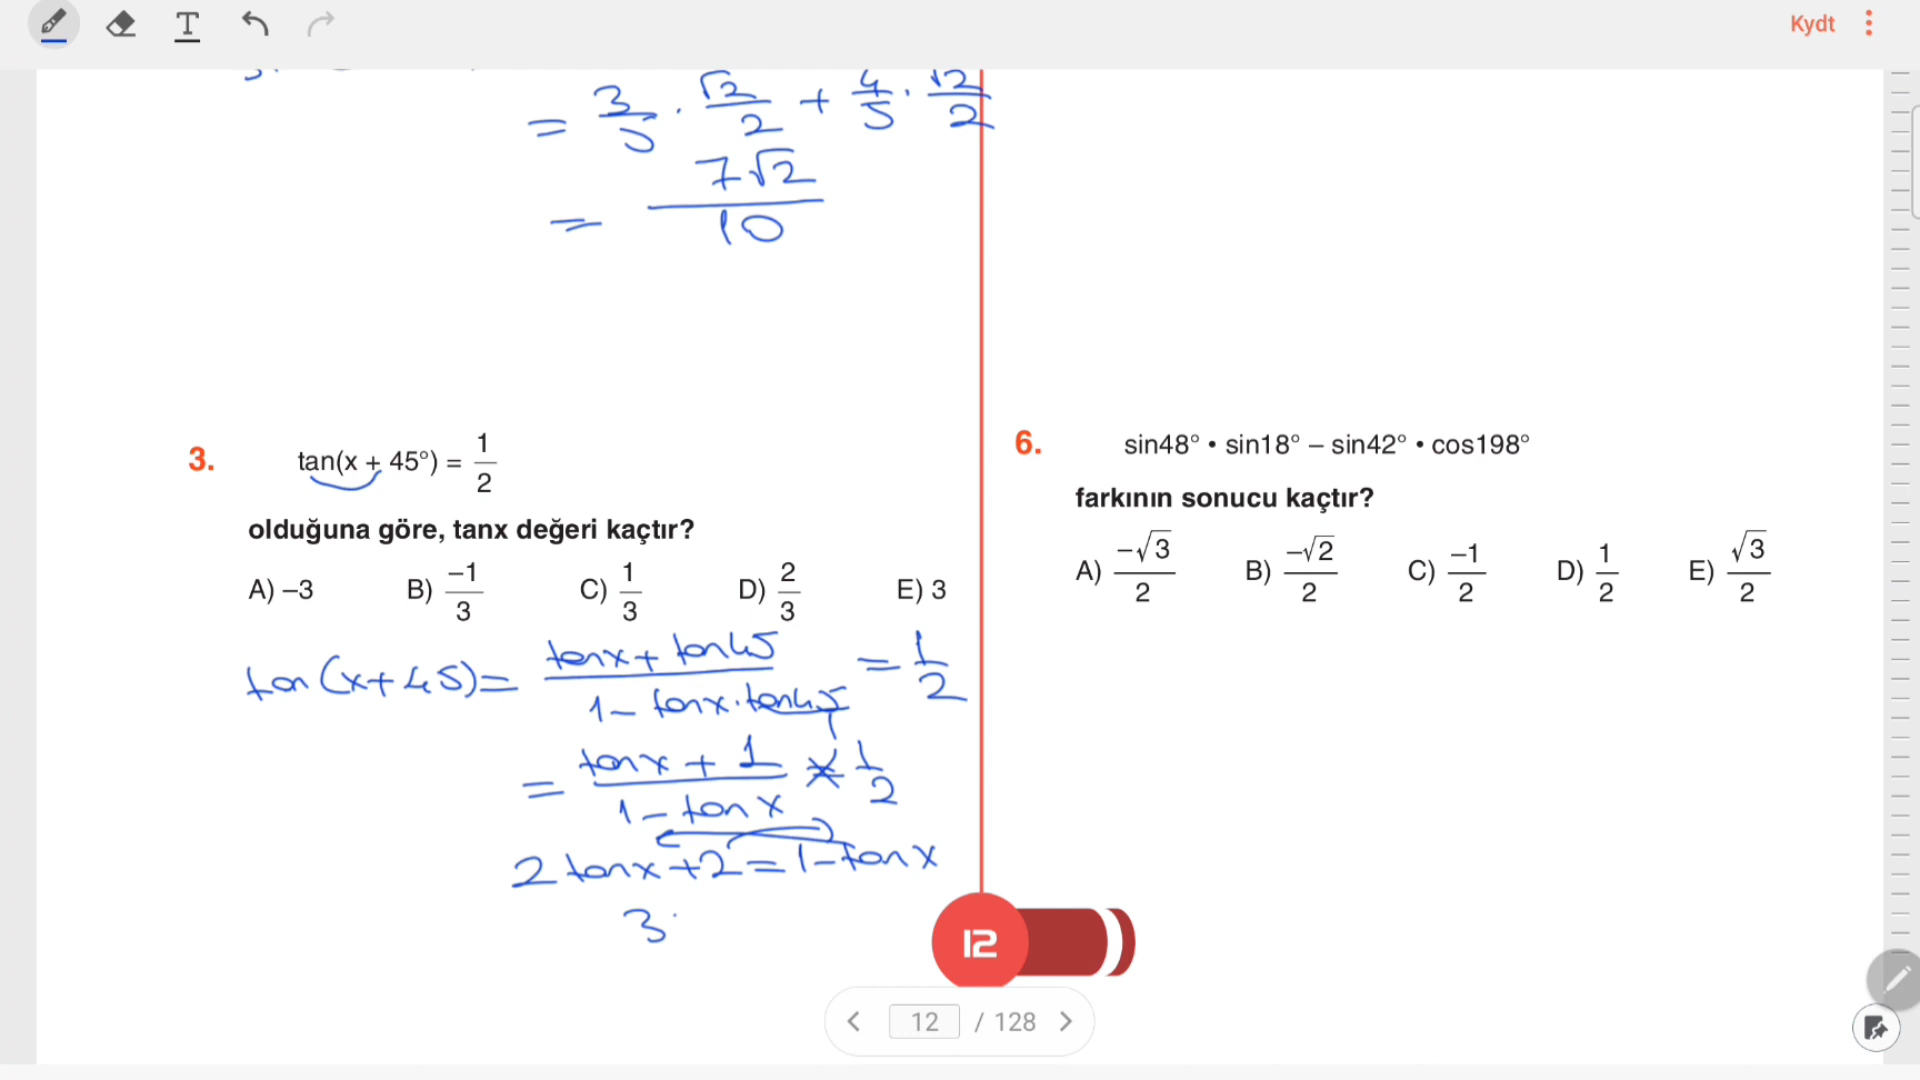 T
Kydt
= 3/5 . √2/2 + 4/5 . √2/2
= 7√2/10
3. tan(x + 45°) = 1/2
olduğuna göre, tanx değeri kaçtır?
A) –3 B) –1/3 C) 1/3 D) 2/3 E) 3
tan(x+45)= (tanx+tan45)/(1-tanx.tan45) = 1/2
1
= (tanx+1)/(1-tanx) = 1/2
2tanx+2=1-tanx
3
6. sin48° • sin18° – sin42° • cos198°
farkının sonucu kaçtır?
A) –√3/2 B) –√2/2 C) –1/2 D) 1/2 E) √3/2
12
12 / 128